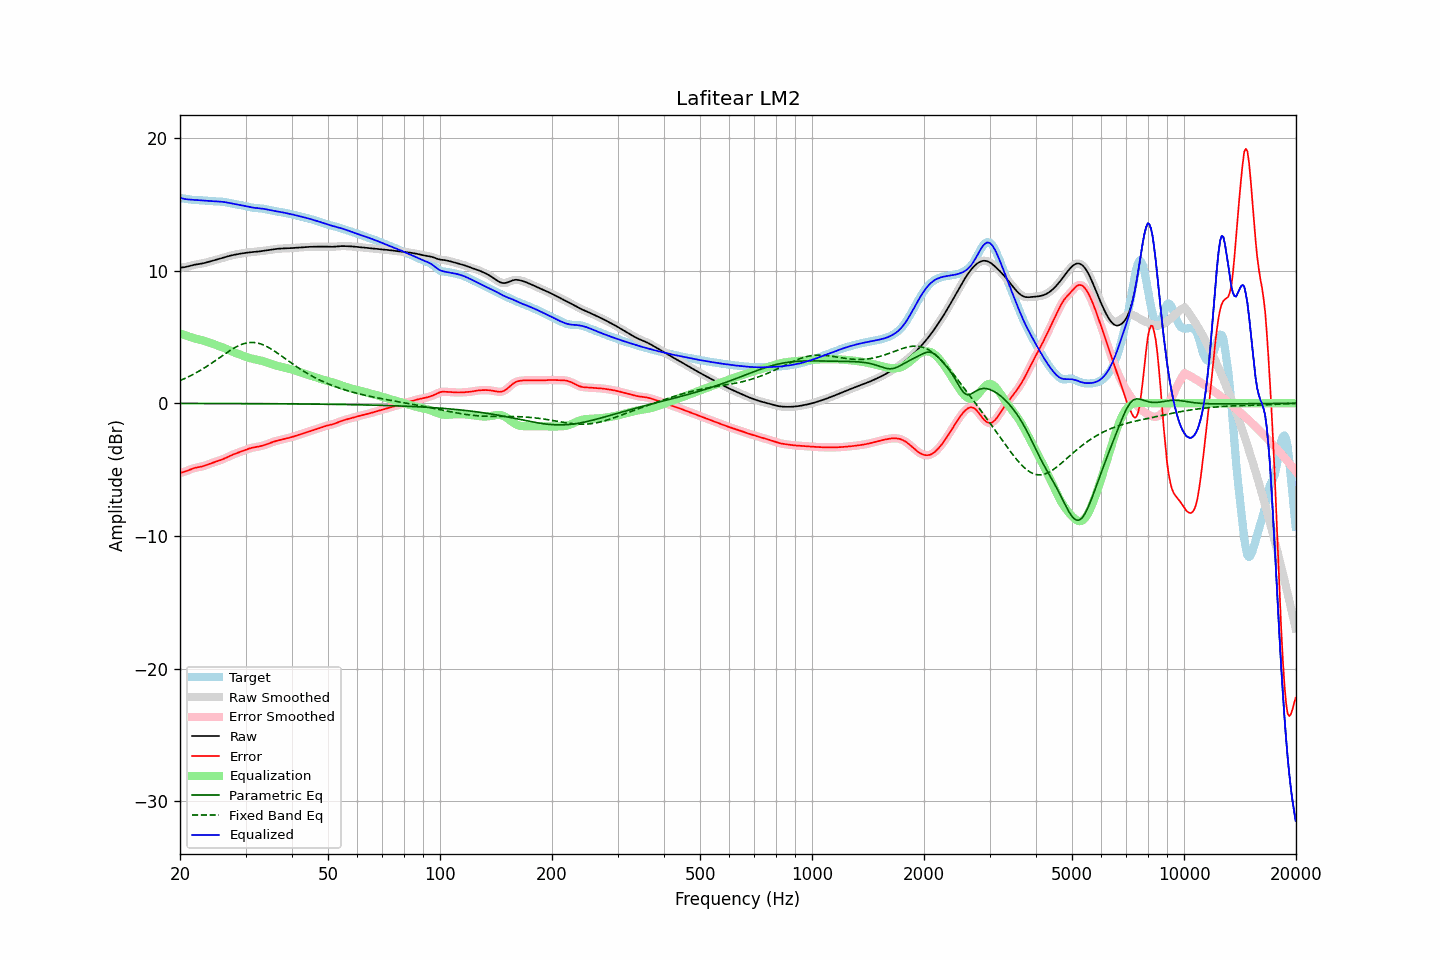 Lafitear LM2
Amplitude (dBr)
20
10
0
−10
−20
−30
Target
Raw Smoothed
Error Smoothed
Raw
Error
Equalization
Parametric Eq
Fixed Band Eq
Equalized
20 50 100 200 500 1000 2000 5000 10000 20000
Frequency (Hz)